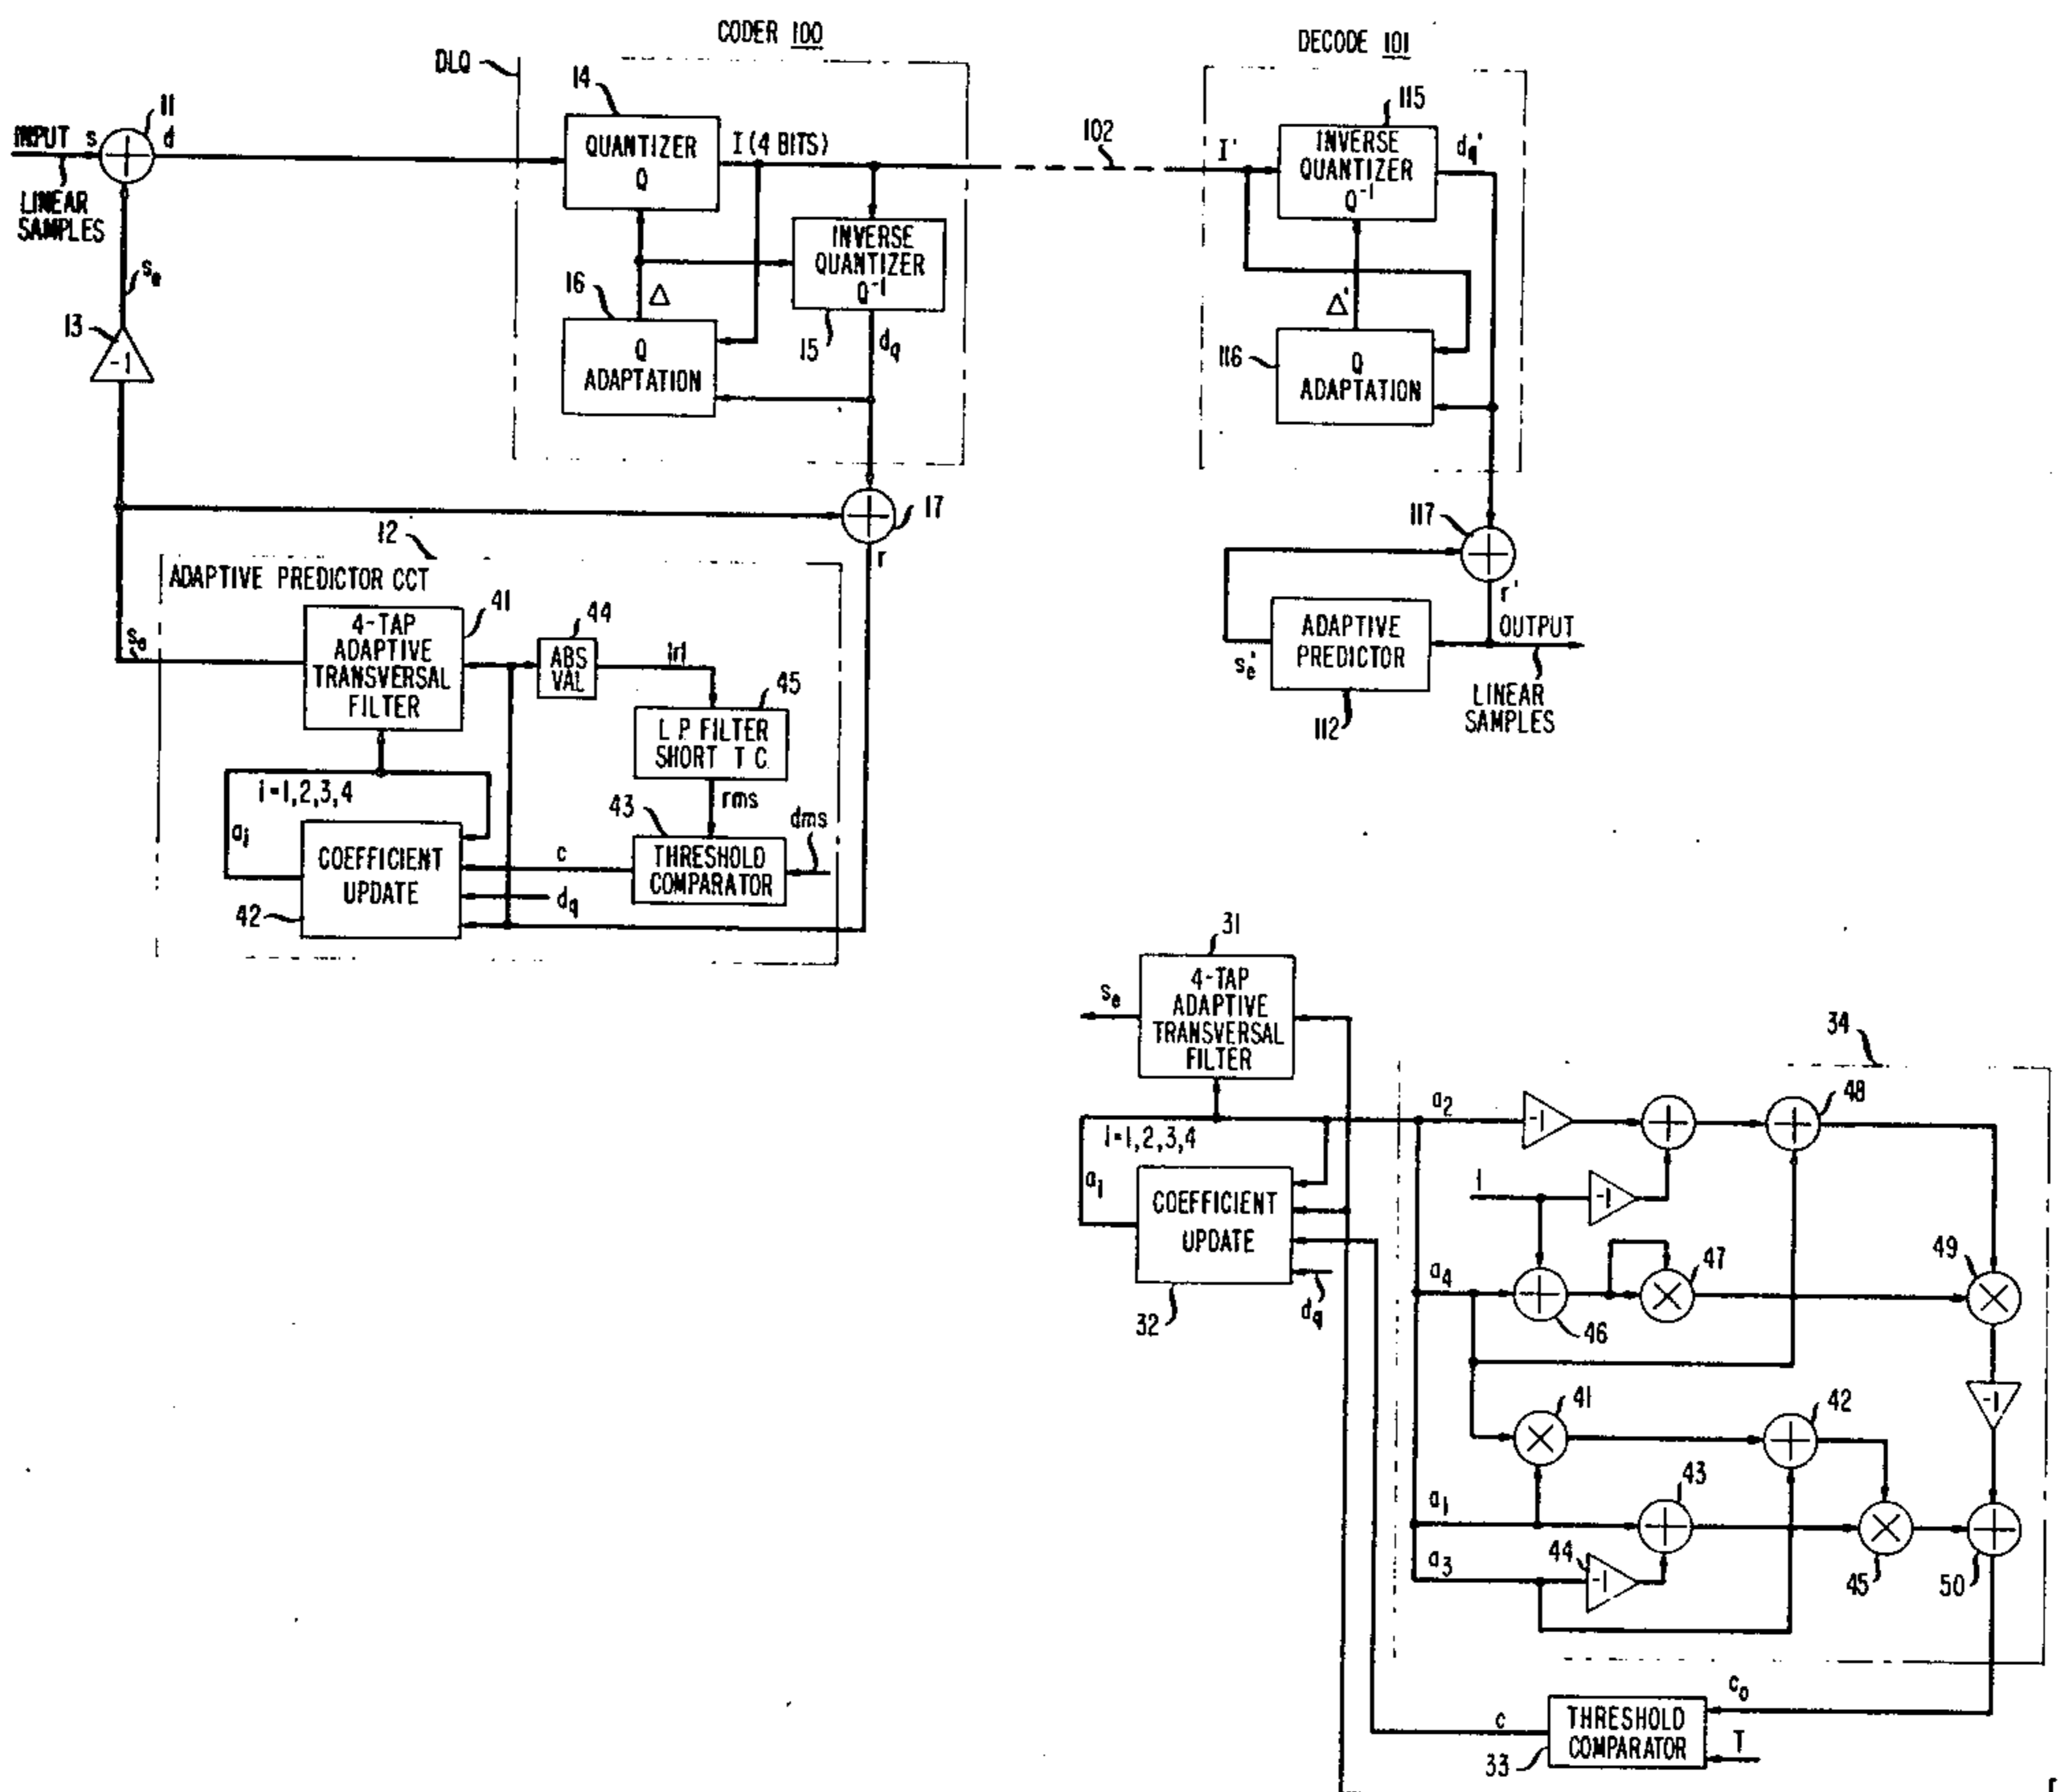 CODER 100
DECODE 101
DLQ
14
11
INPUT
s
d
LINEAR
SAMPLES
QUANTIZER
Q
I (4 BITS)
102
115
I'
INVERSE
QUANTIZER
Q⁻¹
dq'
INVERSE
QUANTIZER
Q⁻¹
se
13
-1
16
Δ
15
dq
Q
ADAPTATION
Δ'
116
Q
ADAPTATION
17
r
12
117
r'
ADAPTIVE PREDICTOR CCT
41
44
4-TAP
ADAPTIVE
TRANSVERSAL
FILTER
se
ABS
VAL
|r|
45
L P FILTER
SHORT T C
rms
i=1,2,3,4
ai
COEFFICIENT
UPDATE
42
43
c
THRESHOLD
COMPARATOR
dms
dq
ADAPTIVE
PREDICTOR
OUTPUT
se'
LINEAR
SAMPLES
112
31
4-TAP
ADAPTIVE
TRANSVERSAL
FILTER
se
34
i=1,2,3,4
ai
COEFFICIENT
UPDATE
32
dq
a2
-1
48
1
-1
a4
46
47
49
-1
41
42
43
a1
a3
44
-1
45
50
c0
c
THRESHOLD
COMPARATOR
33
T
r